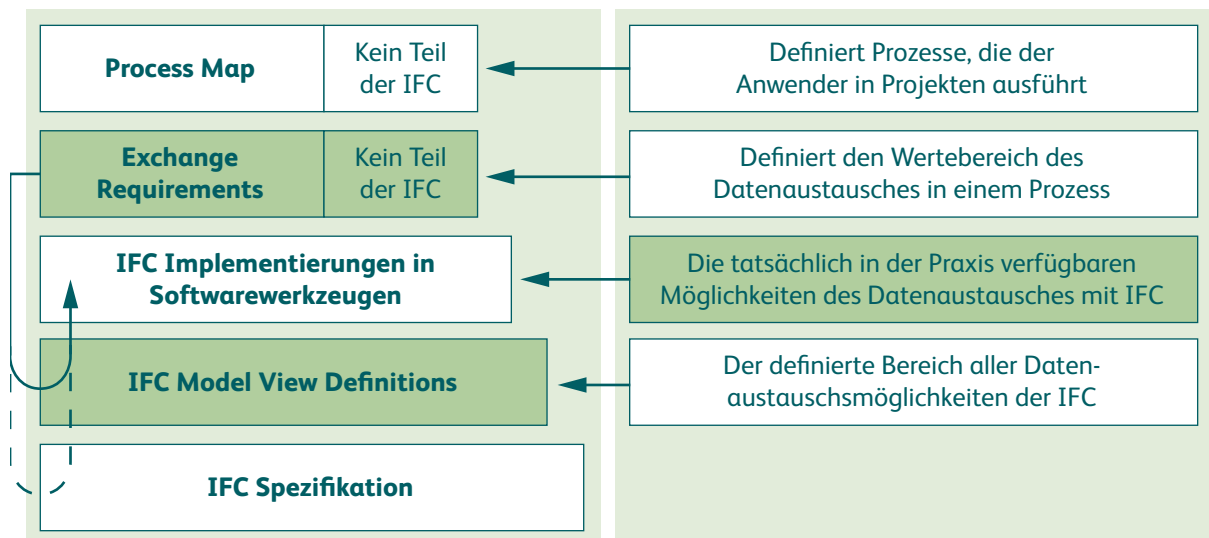 Process Map
Kein Teil
der IFC
Definiert Prozesse, die der
Anwender in Projekten ausführt
Exchange
Requirements
Kein Teil
der IFC
Definiert den Wertebereich des
Datenaustausches in einem Prozess
IFC Implementierungen in
Softwarewerkzeugen
Die tatsächlich in der Praxis verfügbaren
Möglichkeiten des Datenaustausches mit IFC
IFC Model View Definitions
Der definierte Bereich aller Daten-
austauschsmöglichkeiten der IFC
IFC Spezifikation